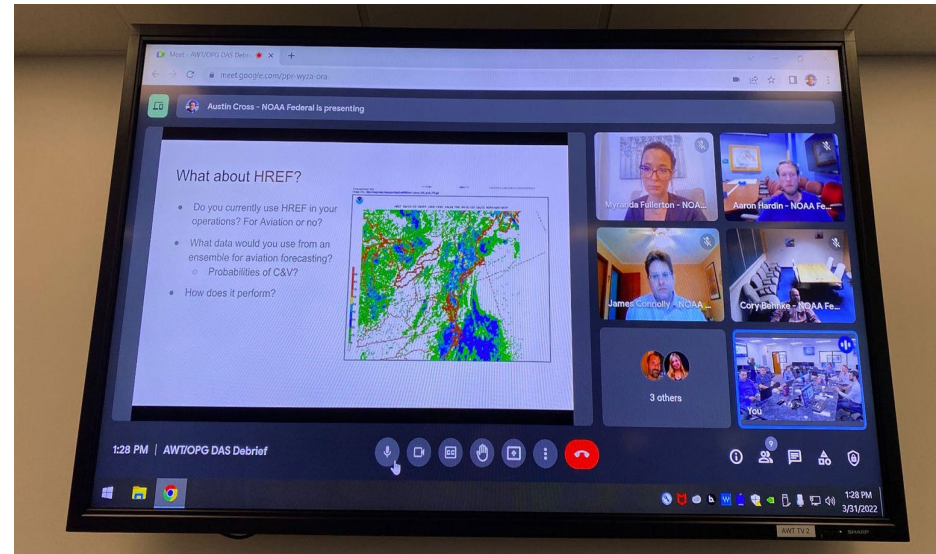 Meet - AWT/OPG DAS Debri
meet.google.com/ppr-wyza-ora
Austin Cross - NOAA Federal is presenting
What about HREF?
Do you currently use HREF in your
operations? For Aviation or no?
What data would you use from an
ensemble for aviation forecasting?
Probabilities of C&V?
How does it perform?
Myranda Fullerton - NOA...
Aaron Hardin - NOAA Fe...
James Connolly - NOAA ...
Cory Behnke - NOAA Fe...
3 others
You
1:28 PM | AWT/OPG DAS Debrief
CC
9
1:28 PM
3/31/2022
AWT TV 2
SHARP